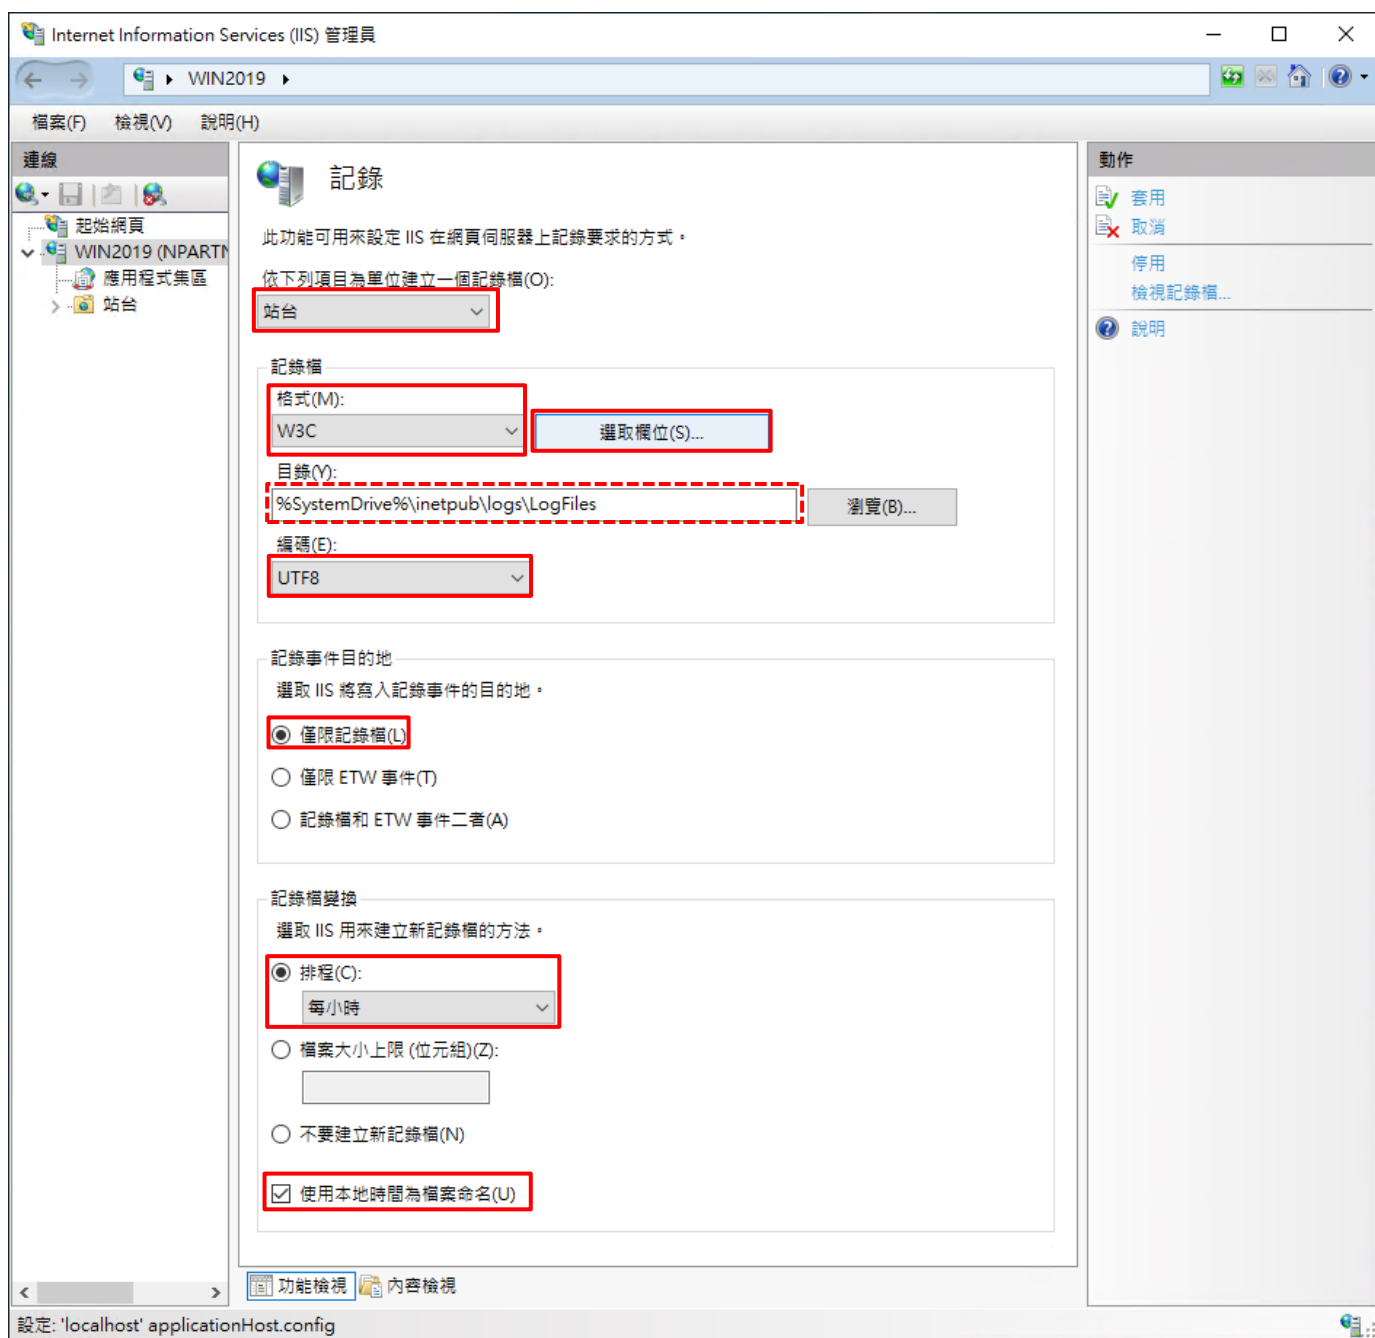 Internet Information Services (IIS) 管理員
WIN2019
檔案(F) 檢視(V) 說明(H)
連線
起始網頁
WIN2019 (NPARTN
應用程式集區
站台
記錄
此功能可用來設定 IIS 在網頁伺服器上記錄要求的方式。
依下列項目為單位建立一個記錄檔(O):
站台
記錄檔
格式(M):
W3C
選取欄位(S)...
目錄(Y):
%SystemDrive%\inetpub\logs\LogFiles
瀏覽(B)...
編碼(E):
UTF8
記錄事件目的地
選取 IIS 將寫入記錄事件的目的地。
僅限記錄檔(L)
僅限 ETW 事件(T)
記錄檔和 ETW 事件二者(A)
記錄檔變換
選取 IIS 用來建立新記錄檔的方法。
排程(C):
每小時
檔案大小上限 (位元組)(Z):
不要建立新記錄檔(N)
使用本地時間為檔案命名(U)
功能檢視 內容檢視
動作
套用
取消
停用
檢視記錄檔...
說明
設定: 'localhost' applicationHost.config